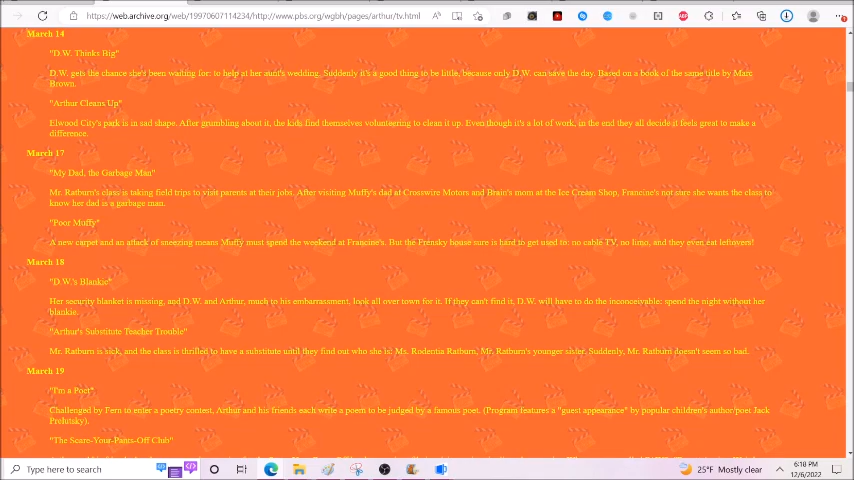 https://web.archive.org/web/19970607114234/http://www.pbs.org/wgbh/pages/arthur/tv.html
March 14
"D.W. Thinks Big"
D.W. gets the chance she's been waiting for: to help at her aunt's wedding. Suddenly it's a good thing to be little, because only D.W. can save the day. Based on a book of the same title by Marc
Brown.
"Arthur Cleans Up"
Elwood City's park is in sad shape. After grumbling about it, the kids find themselves volunteering to clean it up. Even though it's a lot of work, in the end they all decide it feels great to make a
difference.
March 17
"My Dad, the Garbage Man"
Mr. Ratburn's class is taking field trips to visit parents at their jobs. After visiting Muffy's dad at Crosswire Motors and Brain's mom at the Ice Cream Shop, Francine's not sure she wants the class to
know her dad is a garbage man.
"Poor Muffy"
A new carpet and an attack of sneezing means Muffy must spend the weekend at Francine's. But the Frensky house sure is hard to get used to: no cable TV, no limo, and they even eat leftovers!
March 18
"D.W.'s Blankie"
Her security blanket is missing, and D.W. and Arthur, much to his embarrassment, look all over town for it. If they can't find it, D.W. will have to do the inconceivable: spend the night without her
blankie.
"Arthur's Substitute Teacher Trouble"
Mr. Ratburn is sick, and the class is thrilled to have a substitute until they find out who she is: Ms. Rodentia Ratburn, Mr. Ratburn's younger sister. Suddenly, Mr. Ratburn doesn't seem so bad.
March 19
"I'm a Poet"
Challenged by Fern to enter a poetry contest, Arthur and his friends each write a poem to be judged by a famous poet. (Program features a "guest appearance" by popular children's author/poet Jack
Prelutsky).
"The Scare-Your-Pants-Off Club"
Type here to search
25°F Mostly clear
6:18 PM
12/6/2022